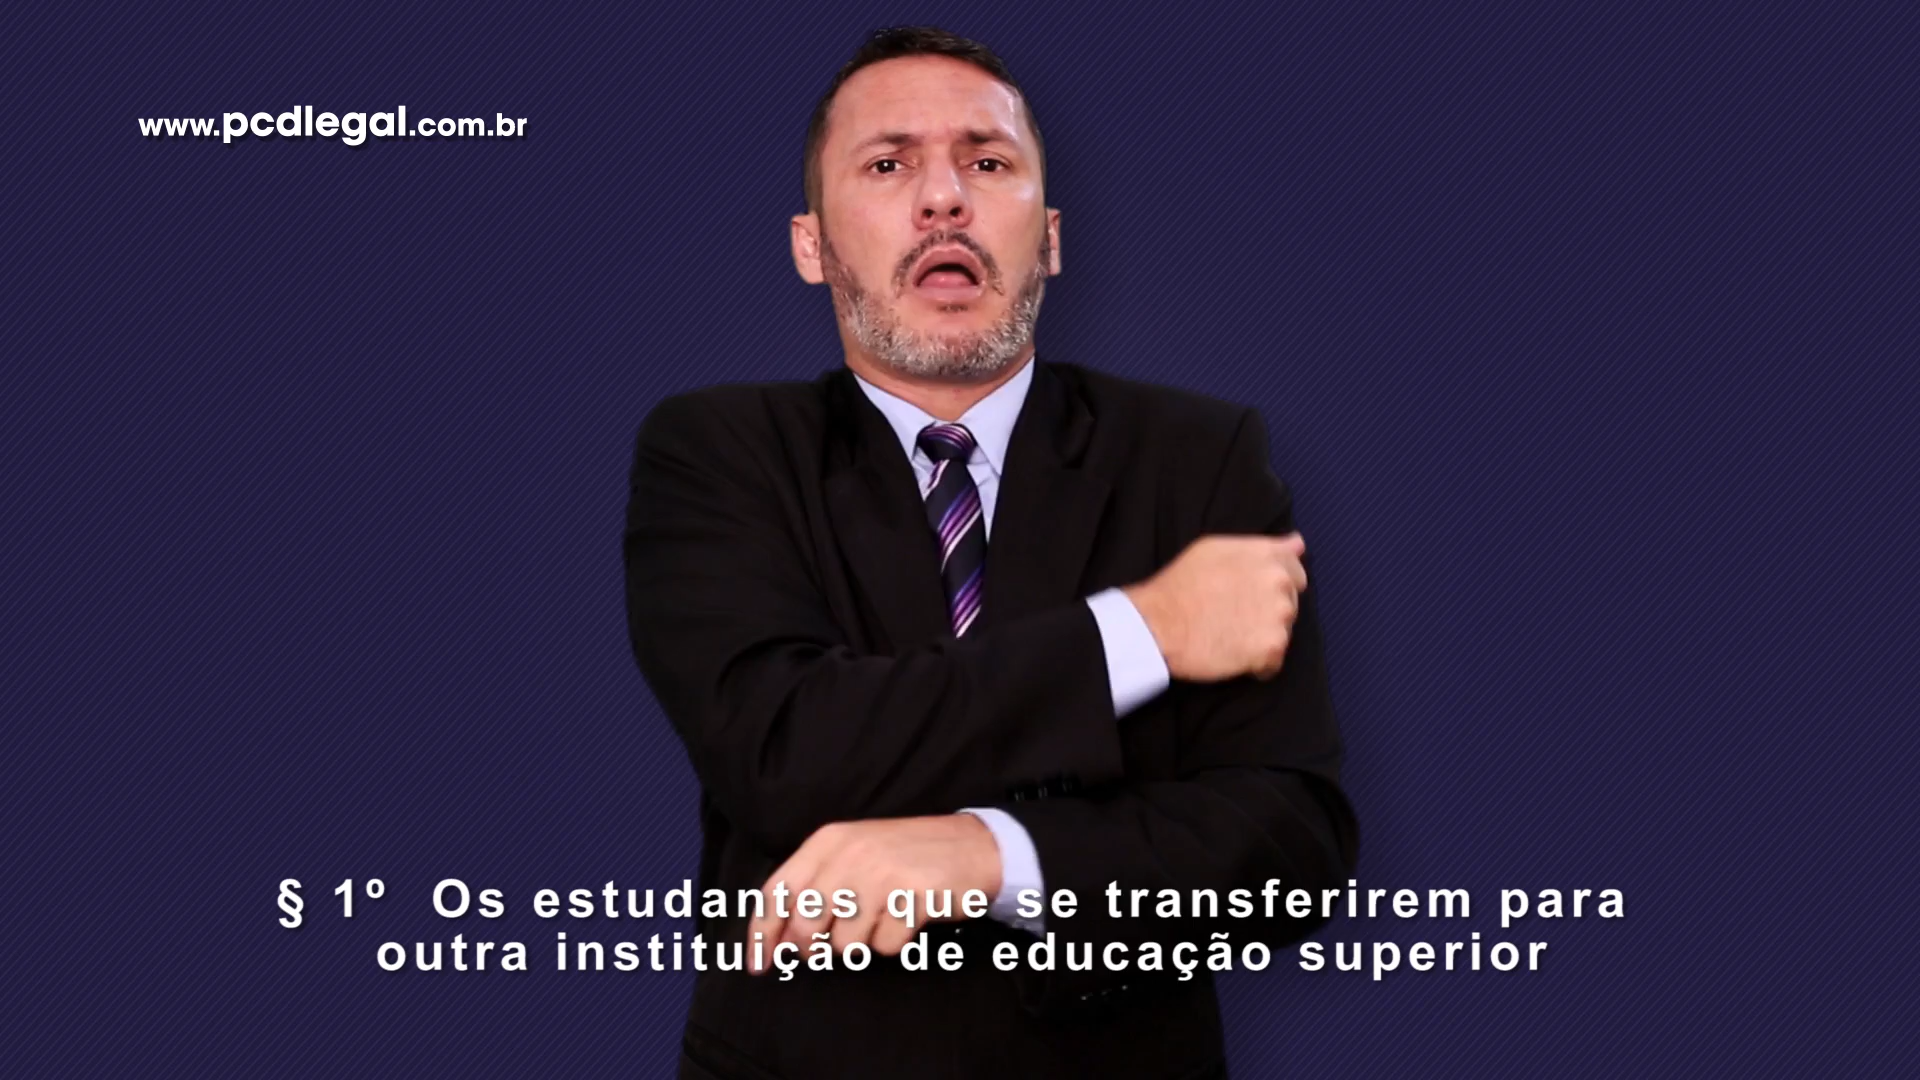 www.pcdlegal.com.br
§ 1º Os estudantes que se transferirem para
outra instituição de educação superior